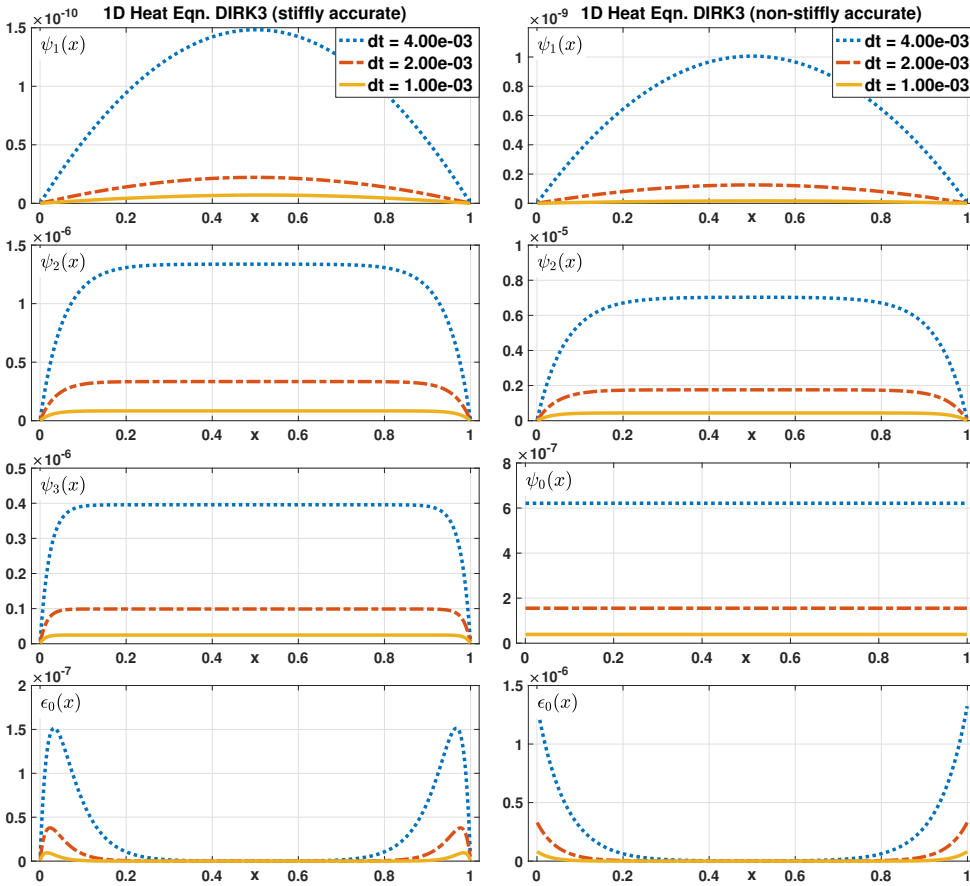 1D Heat Eqn. DIRK3 (stiffly accurate)
×10⁻¹⁰
ψ₁(x)
dt = 4.00e-03
dt = 2.00e-03
dt = 1.00e-03
1.5
1
0.5
0
0 0.2 0.4 0.6 0.8 1
x
×10⁻⁶
ψ₂(x)
1.5
1
0.5
0
0 0.2 0.4 0.6 0.8 1
x
×10⁻⁶
ψ₃(x)
0.5
0.4
0.3
0.2
0.1
0
0 0.2 0.4 0.6 0.8 1
x
×10⁻⁷
ϵ₀(x)
2
1.5
1
0.5
0
0 0.2 0.4 0.6 0.8 1
x
1D Heat Eqn. DIRK3 (non-stiffly accurate)
×10⁻⁹
ψ₁(x)
dt = 4.00e-03
dt = 2.00e-03
dt = 1.00e-03
1
0.8
0.6
0.4
0.2
0
0 0.2 0.4 0.6 0.8 1
x
×10⁻⁵
ψ₂(x)
1
0.8
0.6
0.4
0.2
0
0 0.2 0.4 0.6 0.8 1
x
×10⁻⁷
ψ₀(x)
8
6
4
2
0
0 0.2 0.4 0.6 0.8 1
x
×10⁻⁶
ϵ₀(x)
1.5
1
0.5
0
0 0.2 0.4 0.6 0.8 1
x